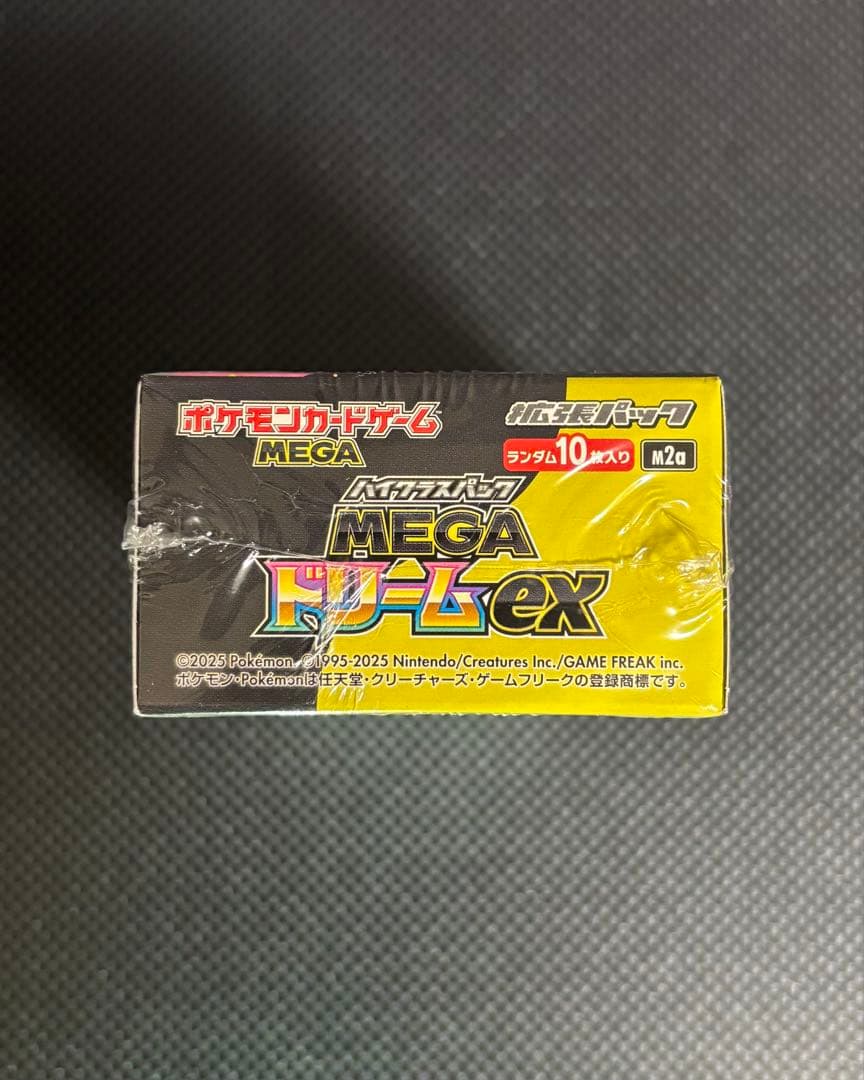 ポケモンカードゲーム
MEGA
拡張パック
ランダム10枚入り
M2a
ハイクラスパック
MEGA
ドリームex
©2025 Pokémon. ©1995-2025 Nintendo/Creatures Inc./GAME FREAK inc.
ポケモン・Pokémonは任天堂・クリーチャーズ・ゲームフリークの登録商標です。